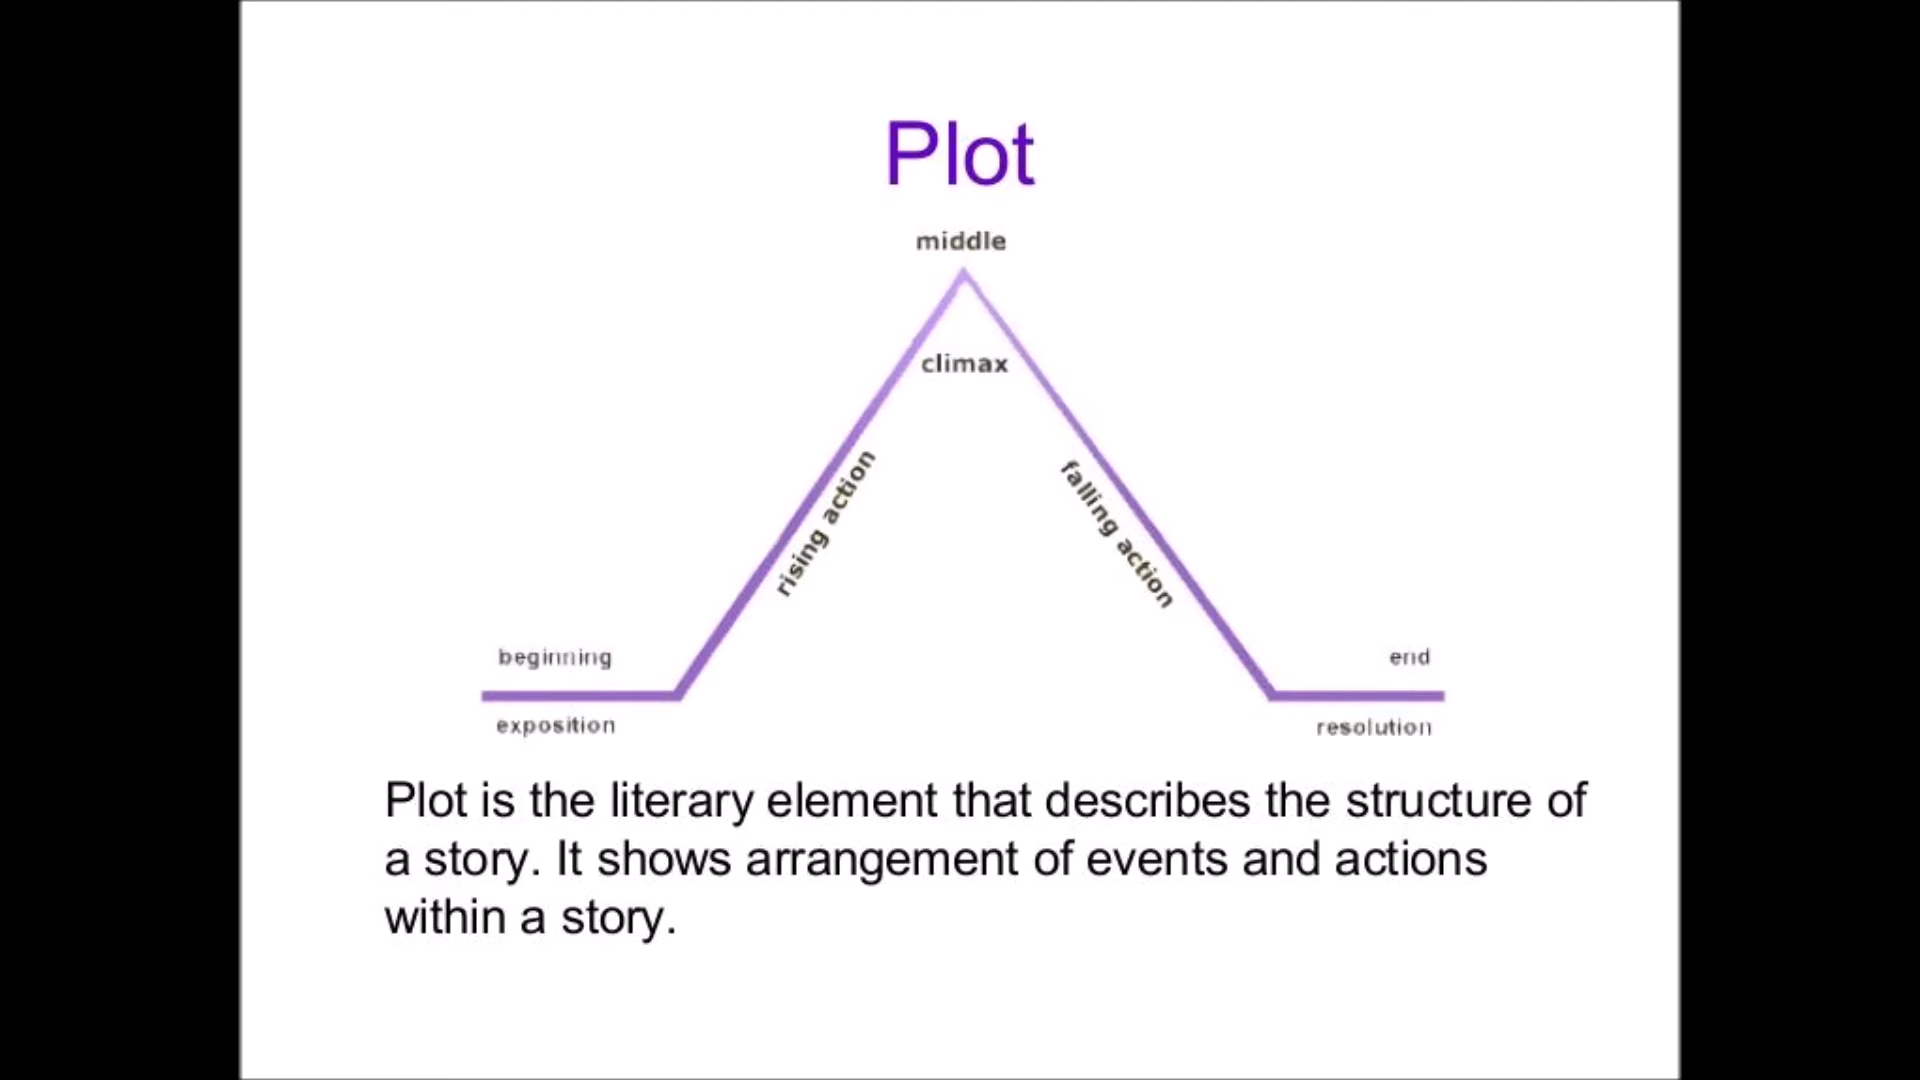 Plot
middle
climax
rising action
falling action
beginning
end
exposition
resolution
Plot is the literary element that describes the structure of
a story. It shows arrangement of events and actions
within a story.